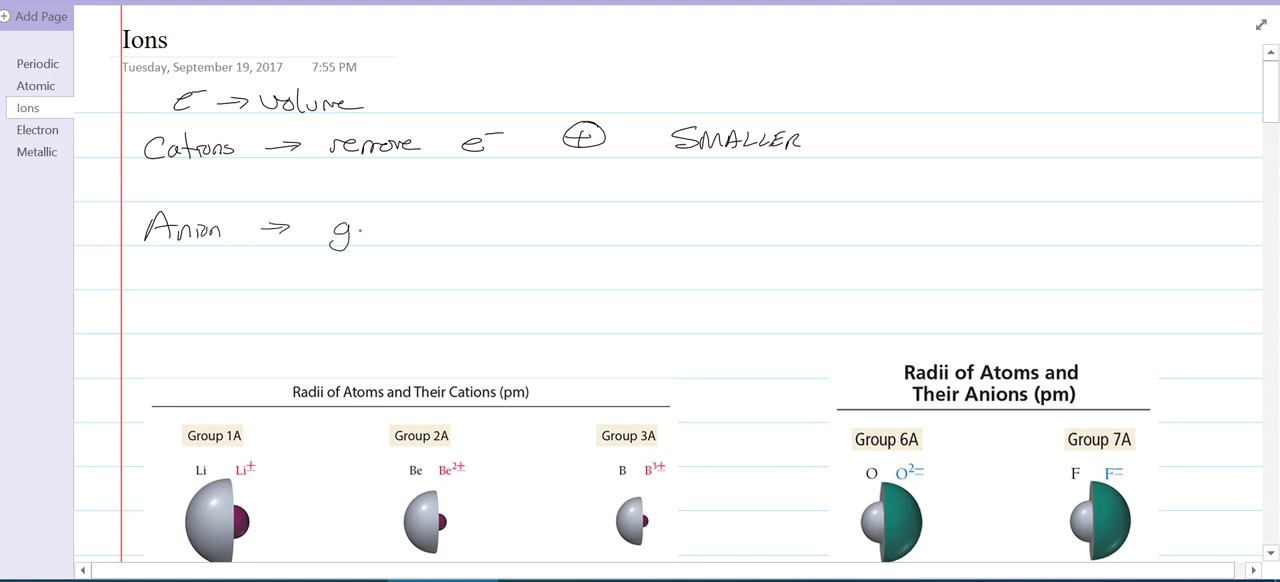 Add Page
Ions
Tuesday, September 19, 2017 7:55 PM
Periodic
Atomic
Ions
Electron
Metallic
e⁻ → volume
Cations → remove e⁻ ⊕ SMALLER
Anion → g
Radii of Atoms and Their Cations (pm)
Group 1A Group 2A Group 3A
Li Li⁺ Be Be²⁺ B B³⁺
Radii of Atoms and
Their Anions (pm)
Group 6A Group 7A
O O²⁻ F F⁻